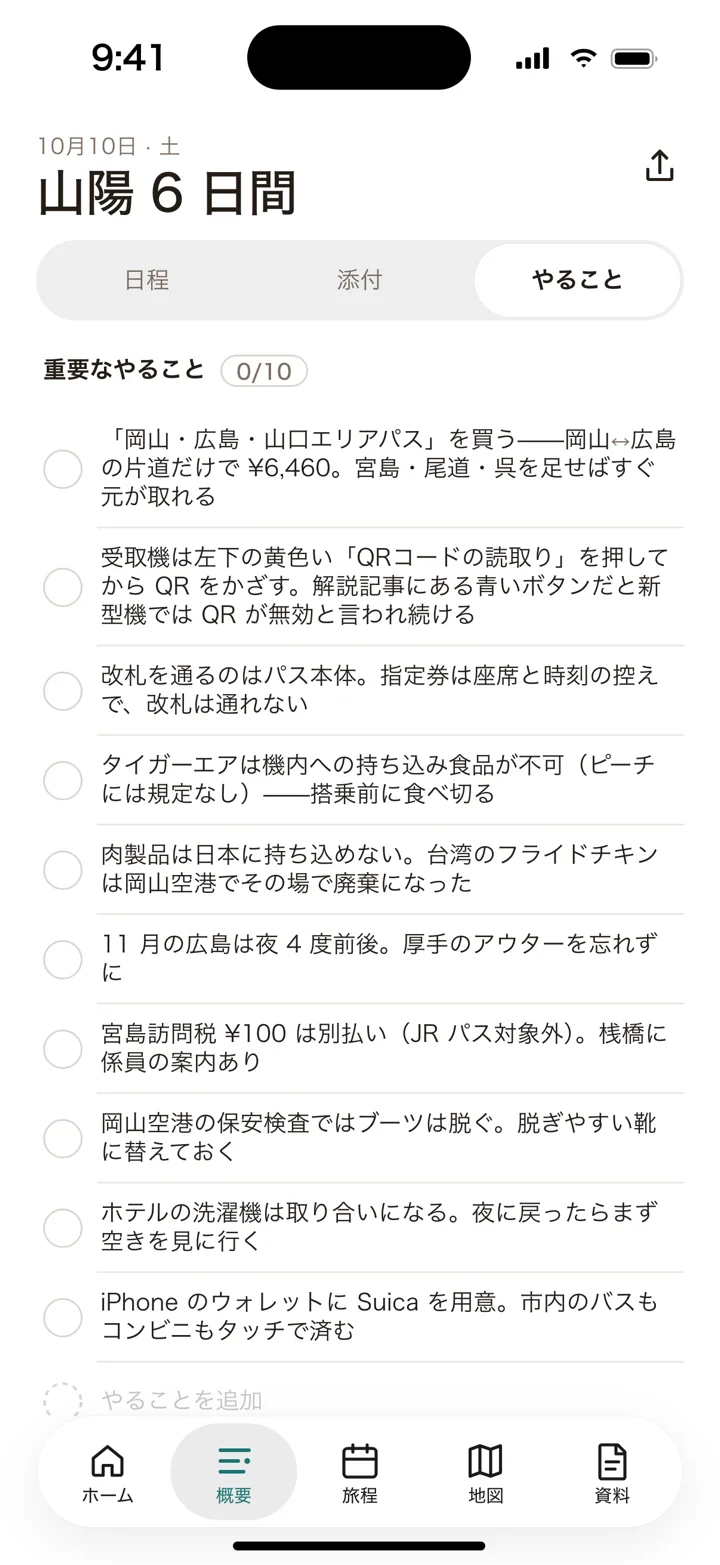 9:41
10月10日 · 土
山陽 6 日間
日程
添付
やること
重要なやること 0/10
「岡山・広島・山口エリアパス」を買う——岡山↔広島
の片道だけで ¥6,460。宮島・尾道・呉を足せばすぐ
元が取れる
受取機は左下の黄色い「QRコードの読取り」を押して
から QR をかざす。解説記事にある青いボタンだと新
型機では QR が無効と言われ続ける
改札を通るのはパス本体。指定券は座席と時刻の控え
で、改札は通れない
タイガーエアは機内への持ち込み食品が不可（ピーチ
には規定なし）——搭乗前に食べ切る
肉製品は日本に持ち込めない。台湾のフライドチキン
は岡山空港でその場で廃棄になった
11 月の広島は夜 4 度前後。厚手のアウターを忘れず
に
宮島訪問税 ¥100 は別払い（JR パス対象外）。桟橋に
係員の案内あり
岡山空港の保安検査ではブーツは脱ぐ。脱ぎやすい靴
に替えておく
ホテルの洗濯機は取り合いになる。夜に戻ったらまず
空きを見に行く
iPhone のウォレットに Suica を用意。市内のバスも
コンビニもタッチで済む
やることを追加
ホーム
概要
旅程
地図
資料